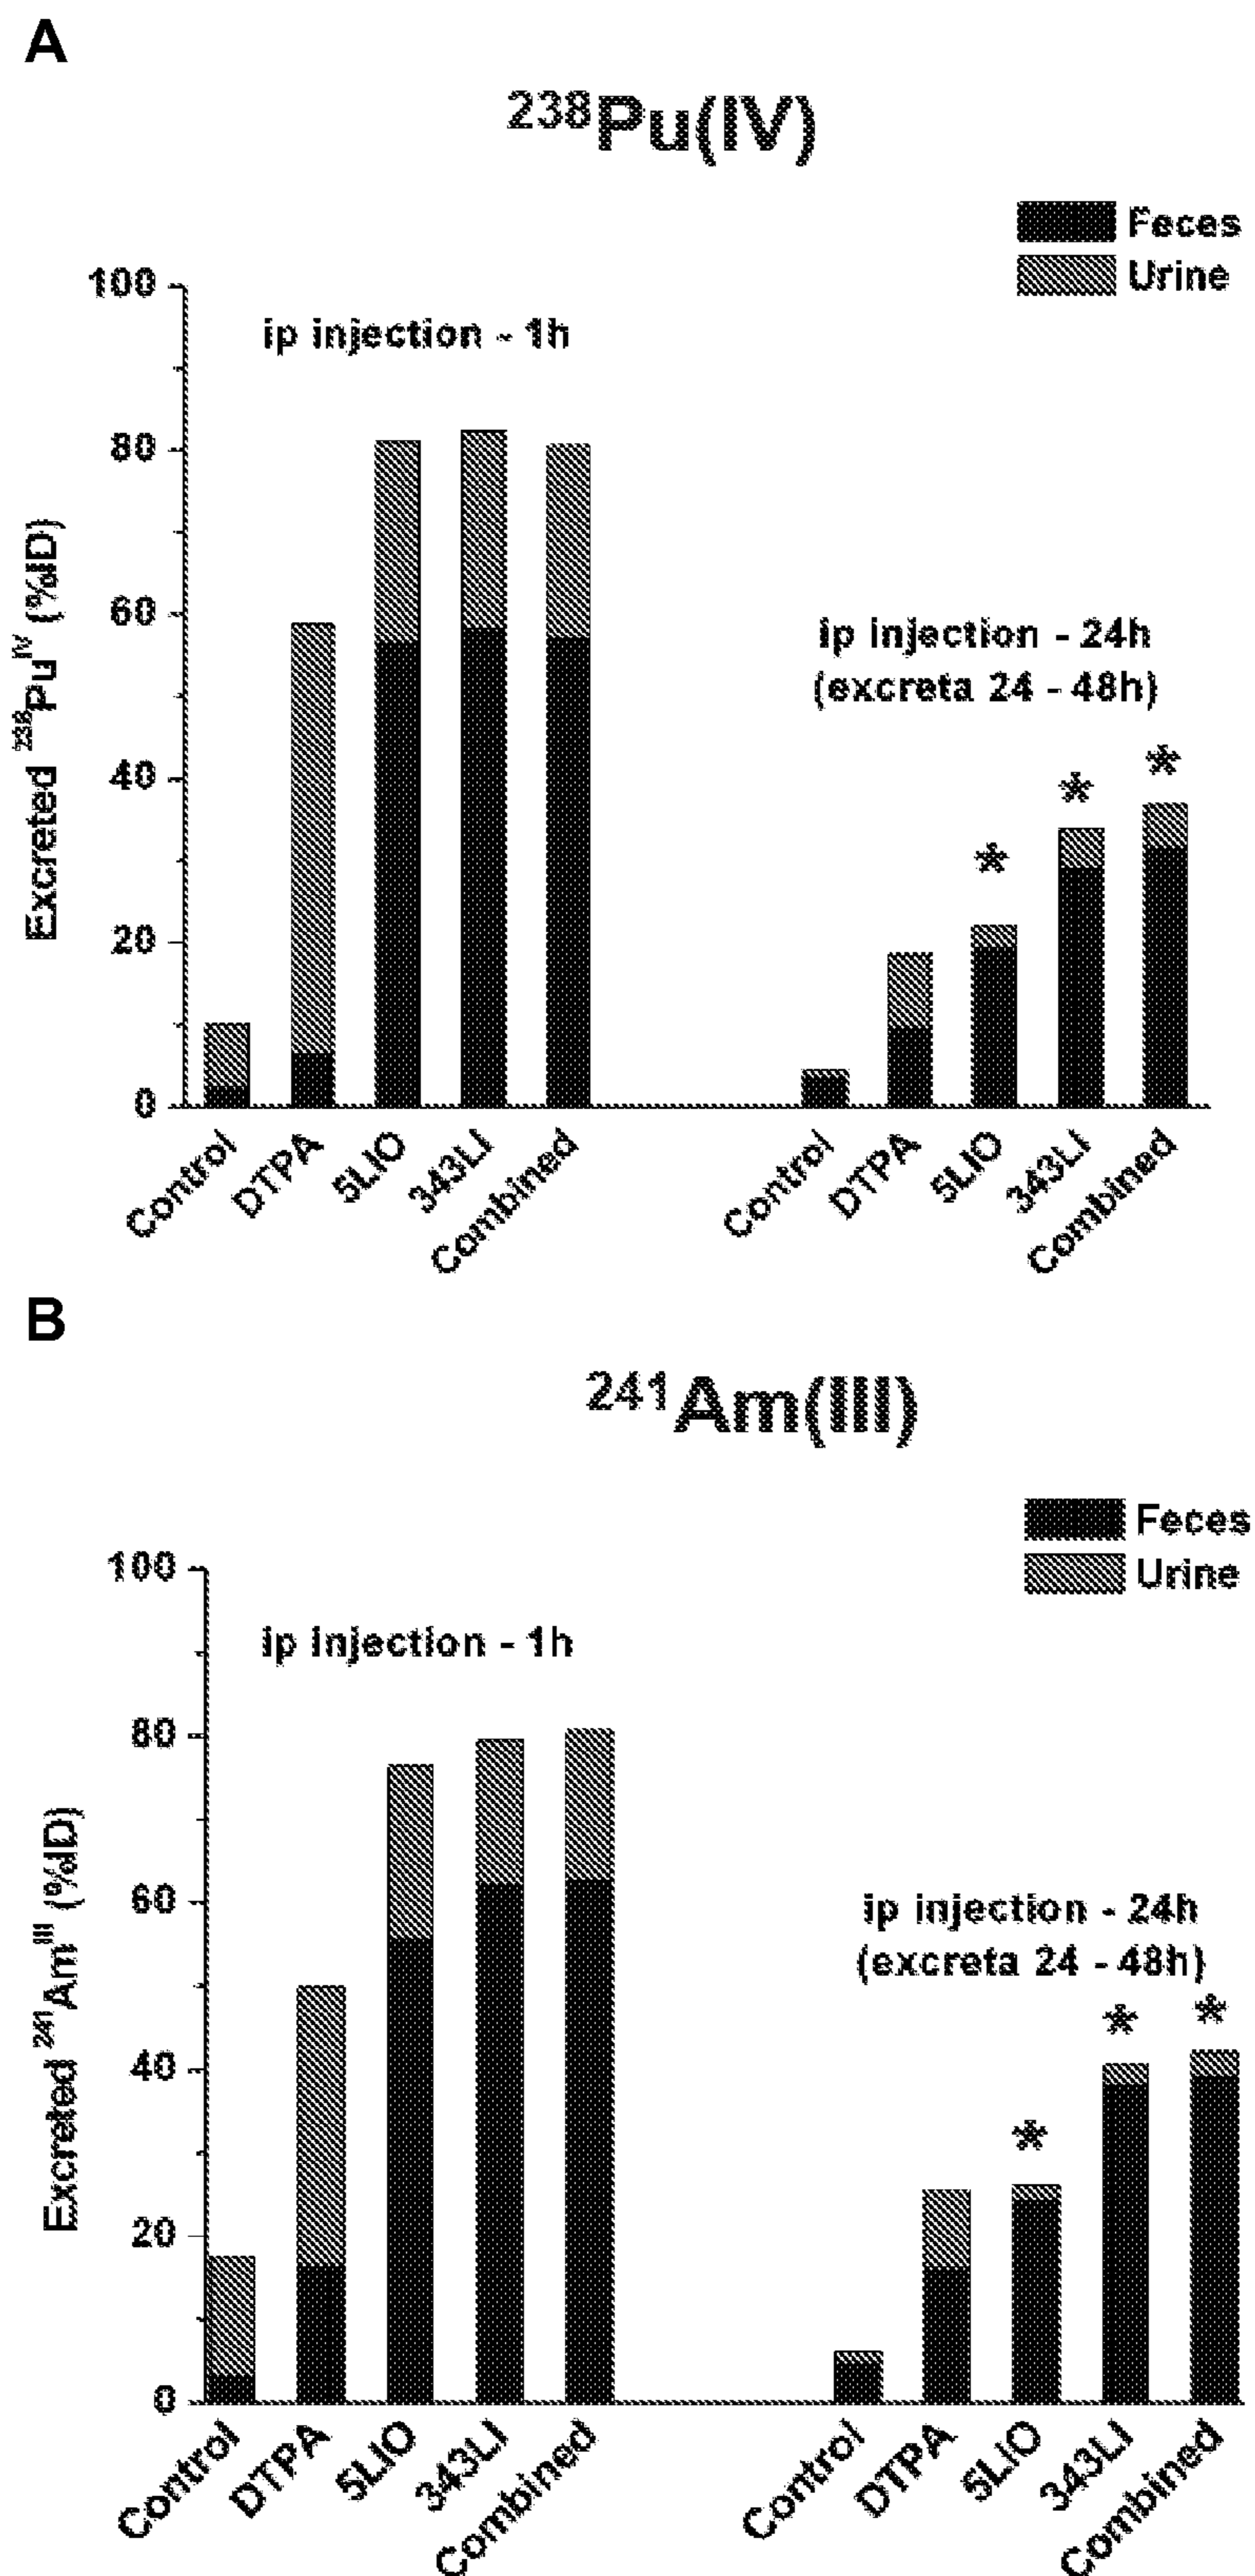 A
238Pu(IV)
Feces
Urine
100
80
60
40
20
0
Excreted 238PuIV (%ID)
ip injection - 1h
ip injection - 24h
(excreta 24 - 48h)
*
*
*
Control
DTPA
5LIO
343LI
Combined
Control
DTPA
5LIO
343LI
Combined
B
241Am(III)
Feces
Urine
100
80
60
40
20
0
Excreted 241AmIII (%ID)
ip injection - 1h
ip injection - 24h
(excreta 24 - 48h)
*
*
*
Control
DTPA
5LIO
343LI
Combined
Control
DTPA
5LIO
343LI
Combined